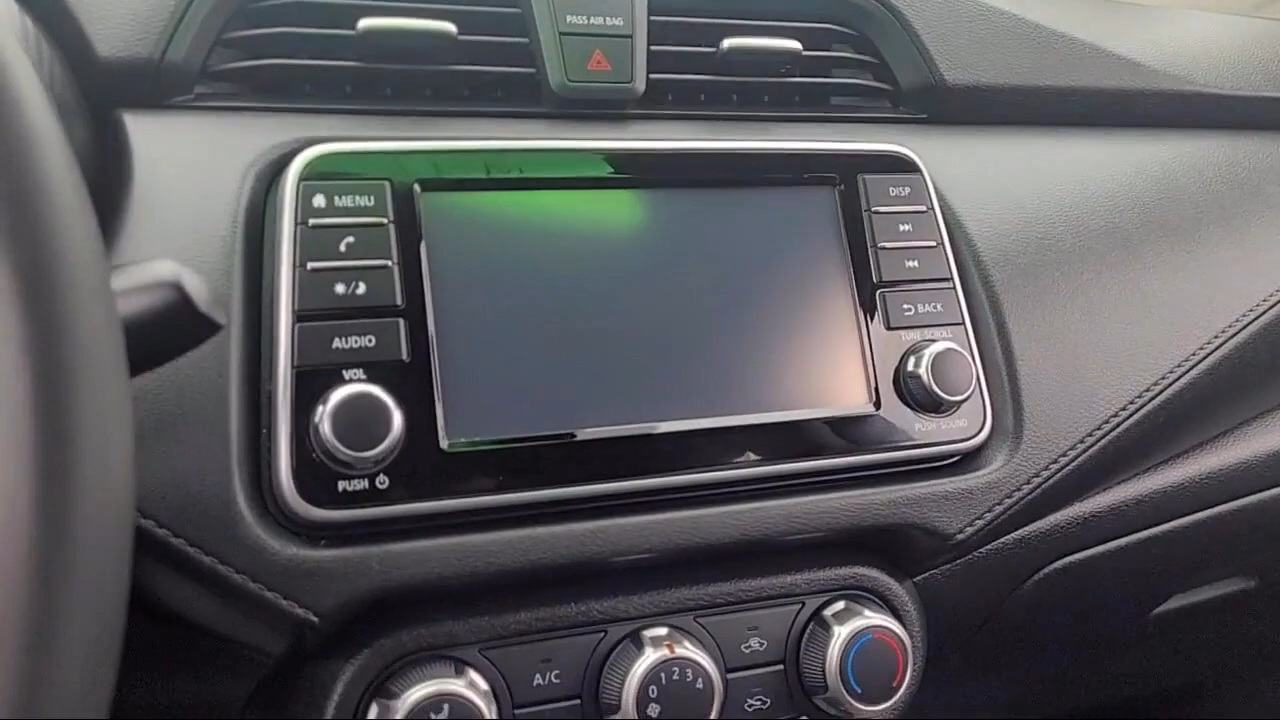 PASS AIR BAG
MENU
AUDIO
VOL
PUSH
DISP
BACK
TUNE·SCROLL
PUSH·SOUND
A/C
0 1 2 3 4